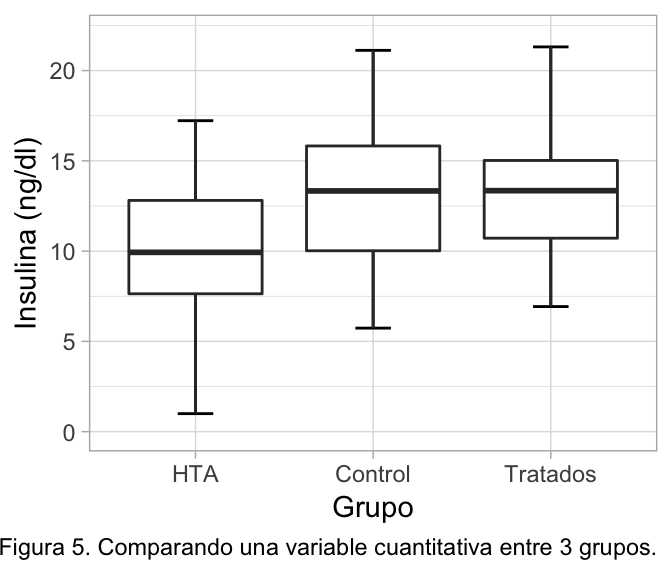 20
15
10
5
0
Insulina (ng/dl)
HTA Control Tratados
Grupo
Figura 5. Comparando una variable cuantitativa entre 3 grupos.